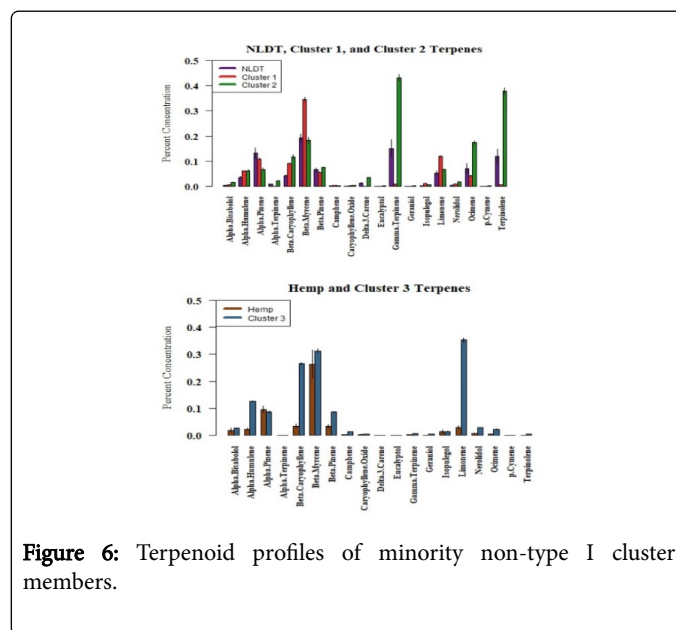 NLDT, Cluster 1, and Cluster 2 Terpenes
Percent Concentration
0.5
0.4
0.3
0.2
0.1
0.0
NLDT
Cluster 1
Cluster 2
Alpha.Bisabolol
Alpha.Humulene
Alpha.Pinene
Alpha.Terpinene
Beta.Caryophyllene
Beta.Myrcene
Beta.Pinene
Camphene
Caryophyllene.Oxide
Delta.3.Carene
Eucalyptol
Gamma.Terpinene
Geraniol
Isopulegol
Limonene
Nerolidol
Ocimene
p.Cymene
Terpinolene
Hemp and Cluster 3 Terpenes
Percent Concentration
0.5
0.4
0.3
0.2
0.1
0.0
Hemp
Cluster 3
Alpha.Bisabolol
Alpha.Humulene
Alpha.Pinene
Alpha.Terpinene
Beta.Caryophyllene
Beta.Myrcene
Beta.Pinene
Camphene
Caryophyllene.Oxide
Delta.3.Carene
Eucalyptol
Gamma.Terpinene
Geraniol
Isopulegol
Limonene
Nerolidol
Ocimene
p.Cymene
Terpinolene
Figure 6: Terpenoid profiles of minority non-type I cluster
members.